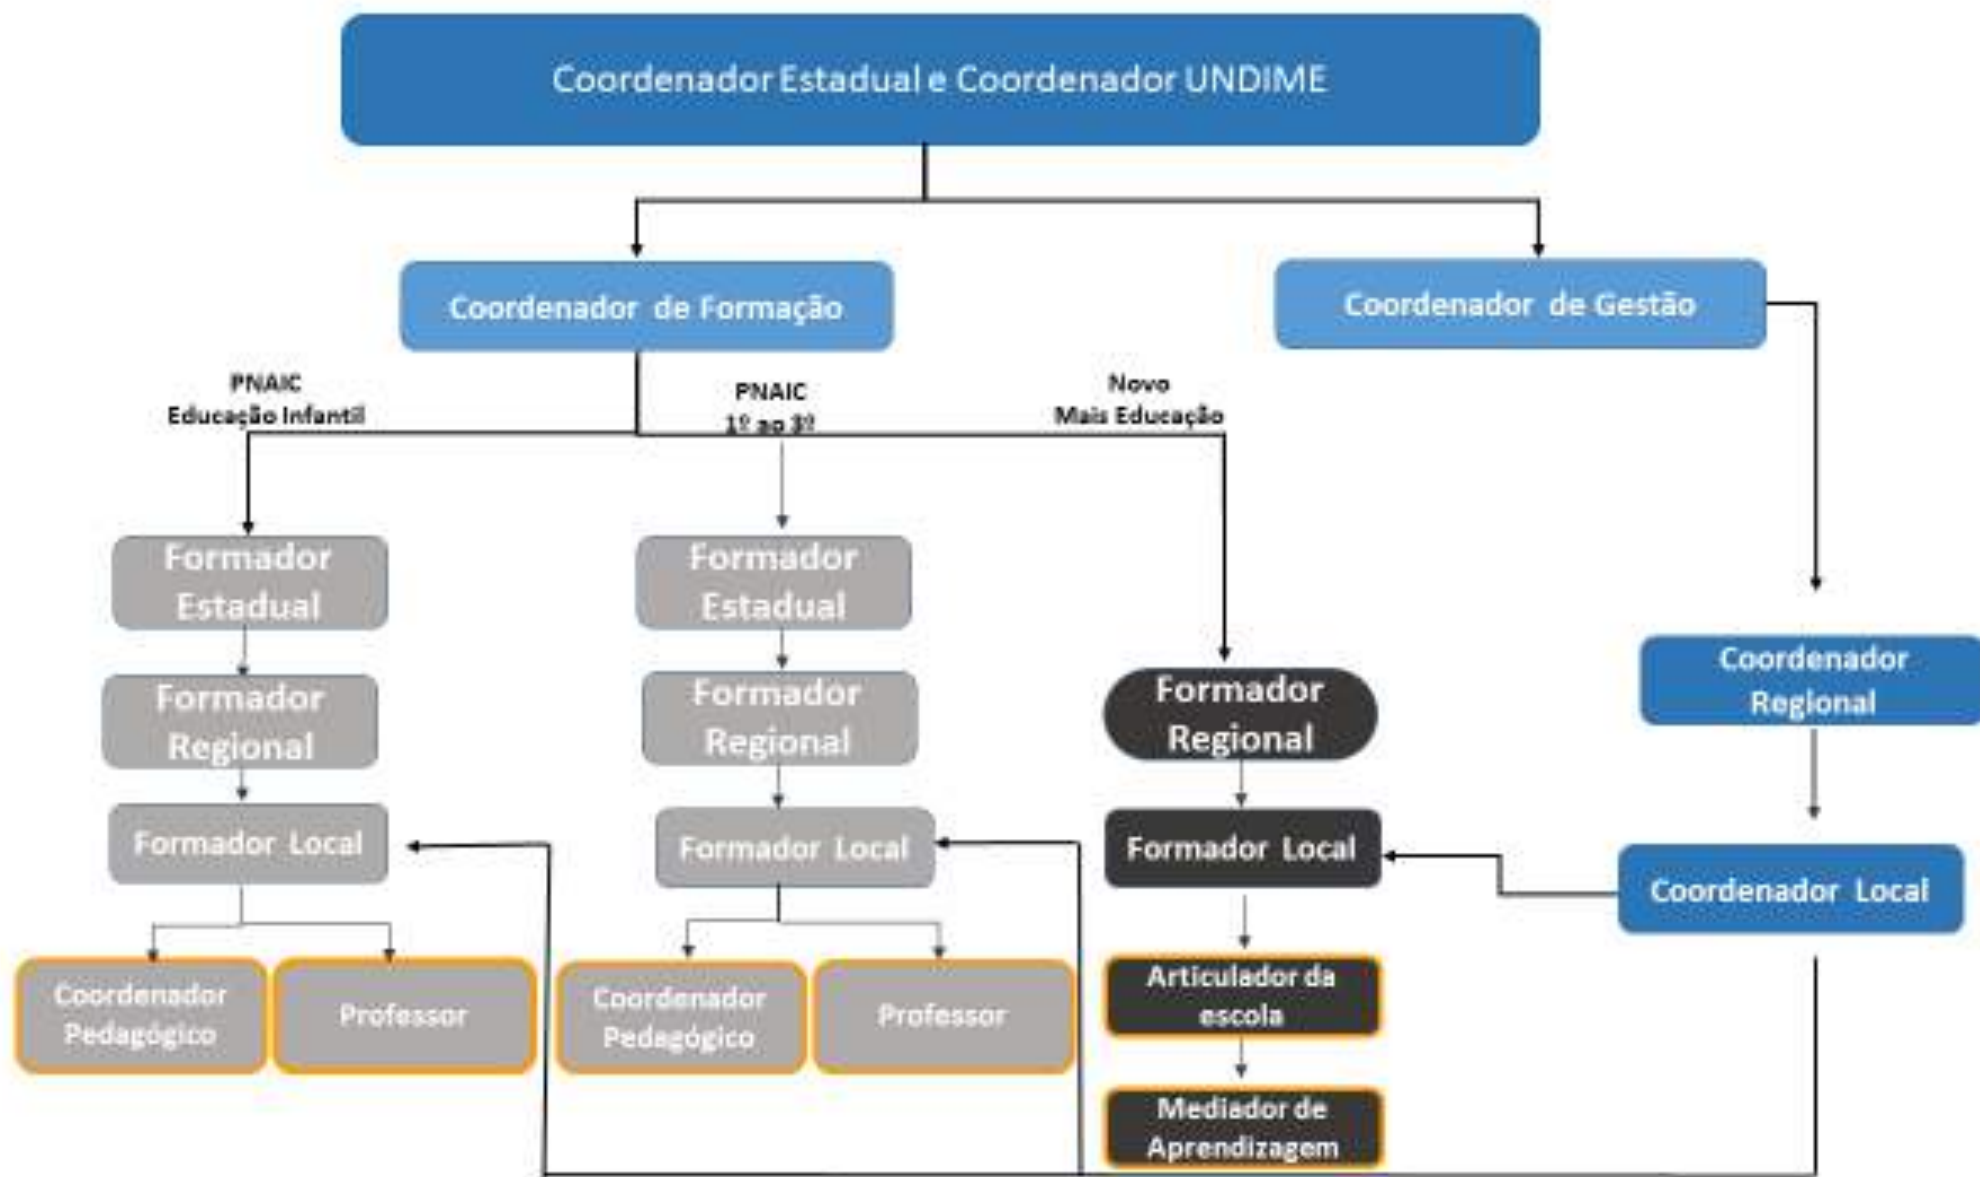 Coordenador Estadual e Coordenador UNDIME
Coordenador de Formação
Coordenador de Gestão
PNAIC
Educação Infantil
PNAIC
1º ao 3º
Novo
Mais Educação
Formador
Estadual
Formador
Estadual
Formador
Regional
Formador
Regional
Formador
Regional
Coordenador
Regional
Formador Local
Formador Local
Formador Local
Coordenador Local
Coordenador
Pedagógico
Professor
Coordenador
Pedagógico
Professor
Articulador da
escola
Mediador de
Aprendizagem